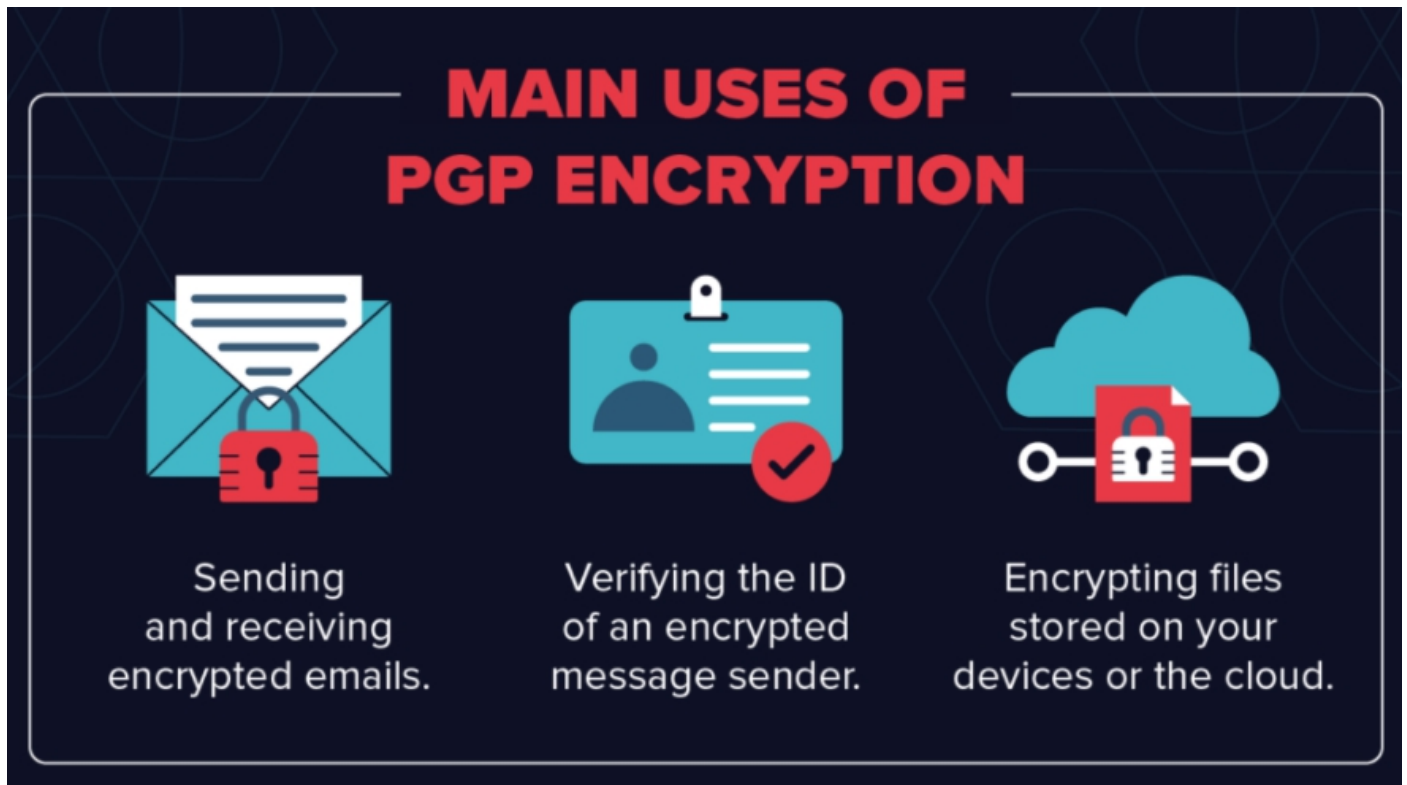 MAIN USES OF
PGP ENCRYPTION
Sending
and receiving
encrypted emails.
Verifying the ID
of an encrypted
message sender.
Encrypting files
stored on your
devices or the cloud.